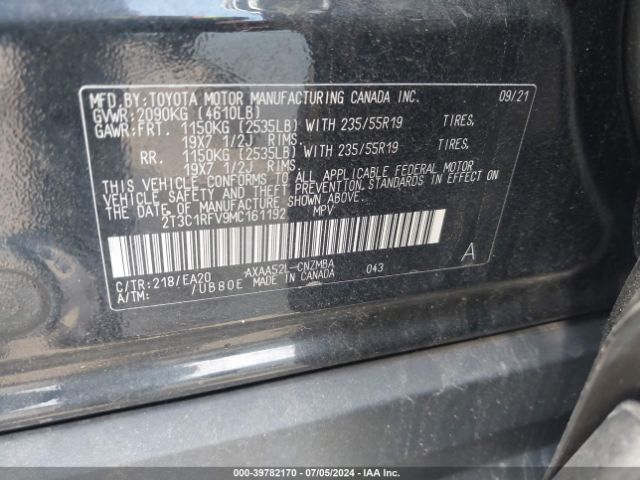 MFD.BY:TOYOTA MOTOR MANUFACTURING CANADA INC. 09/21
GVWR:2090KG (4610LB)
GAWR:FRT. 1150KG (2535LB) WITH 235/55R19 TIRES.
19X7 1/2J RIMS.
RR. 1150KG (2535LB) WITH 235/55R19 TIRES.
19X7 1/2J RIMS.
THIS VEHICLE CONFORMS TO ALL APPLICABLE FEDERAL MOTOR
VEHICLE SAFETY AND THEFT PREVENTION STANDARDS IN EFFECT
ON THE DATE OF MANUFACTURE SHOWN ABOVE.
2T3C1RFV9MC161192 MPV
C/TR:218/EA20 AXAA52L-CNZMBA 043 A
A/TM: /UB80E MADE IN CANADA
000-39782170 / 07/05/2024 - IAA Inc.